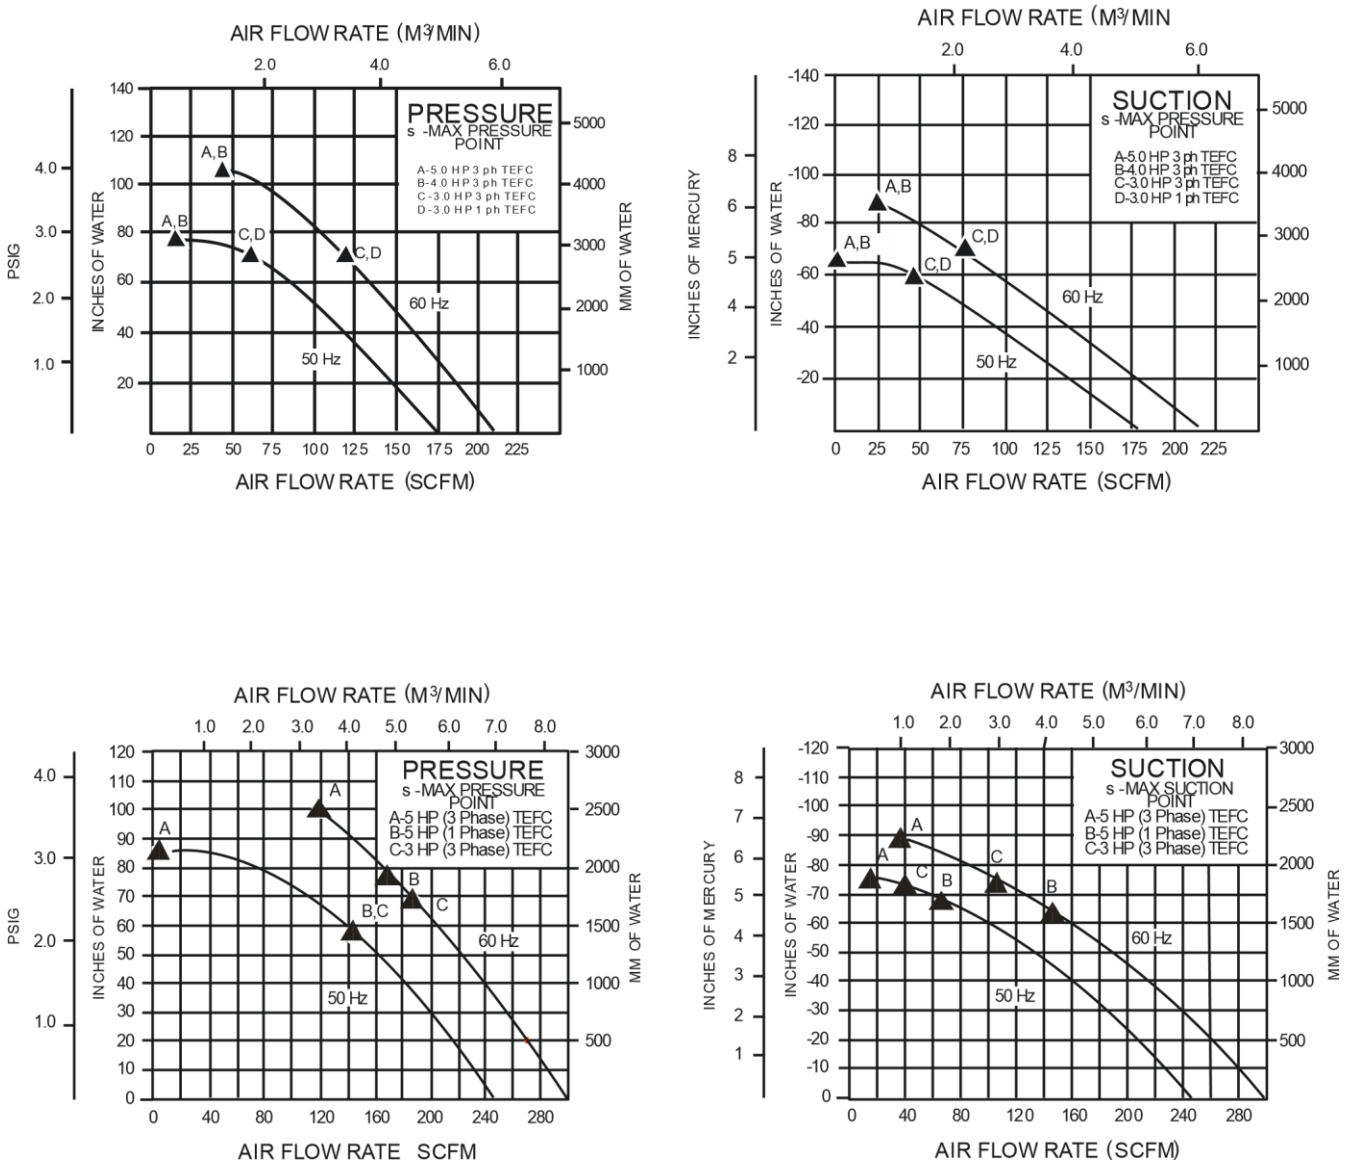 AIR FLOW RATE (M³/MIN)
2.0 4.0 6.0
140
120
100
80
60
40
20
4.0
3.0
2.0
1.0
PSIG
INCHES OF WATER
PRESSURE
s -MAX PRESSURE
POINT
A-5.0 HP 3 ph TEFC
B-4.0 HP 3 ph TEFC
C-3.0 HP 3 ph TEFC
D-3.0 HP 1 ph TEFC
A,B
A,B
C,D
C,D
60 Hz
50 Hz
5000
4000
3000
2000
1000
MM OF WATER
0 25 50 75 100 125 150 175 200 225
AIR FLOW RATE (SCFM)
AIR FLOW RATE (M³/MIN
2.0 4.0 6.0
-140
-120
-100
-80
-60
-40
-20
8
6
5
4
2
INCHES OF MERCURY
INCHES OF WATER
SUCTION
s -MAX PRESSURE
POINT
A-5.0 HP 3 ph TEFC
B-4.0 HP 3 ph TEFC
C-3.0 HP 3 ph TEFC
D-3.0 HP 1 ph TEFC
A,B
A,B
C,D
C,D
60 Hz
50 Hz
5000
4000
3000
2000
1000
0 25 50 75 100 125 150 175 200 225
AIR FLOW RATE (SCFM)
AIR FLOW RATE (M³/MIN)
1.0 2.0 3.0 4.0 5.0 6.0 7.0 8.0
120
110
100
90
80
70
60
50
40
30
20
10
0
4.0
3.0
2.0
1.0
PSIG
INCHES OF WATER
PRESSURE
s -MAX PRESSURE
POINT
A-5 HP (3 Phase) TEFC
B-5 HP (1 Phase) TEFC
C-3 HP (3 Phase) TEFC
A
A
B
B,C
C
60 Hz
50 Hz
3000
2500
2000
1500
1000
500
MM OF WATER
0 40 80 120 160 200 240 280
AIR FLOW RATE SCFM
AIR FLOW RATE (M³/MIN)
1.0 2.0 3.0 4.0 5.0 6.0 7.0 8.0
-120
-110
-100
-90
-80
-70
-60
-50
-40
-30
-20
-10
0
8
7
6
5
4
3
2
1
INCHES OF MERCURY
INCHES OF WATER
SUCTION
s -MAX SUCTION
POINT
A-5 HP (3 Phase) TEFC
B-5 HP (1 Phase) TEFC
C-3 HP (3 Phase) TEFC
A
A
C
C
B
B
60 Hz
50 Hz
3000
2500
2000
1500
1000
500
MM OF WATER
0 40 80 120 160 200 240 280
AIR FLOW RATE (SCFM)